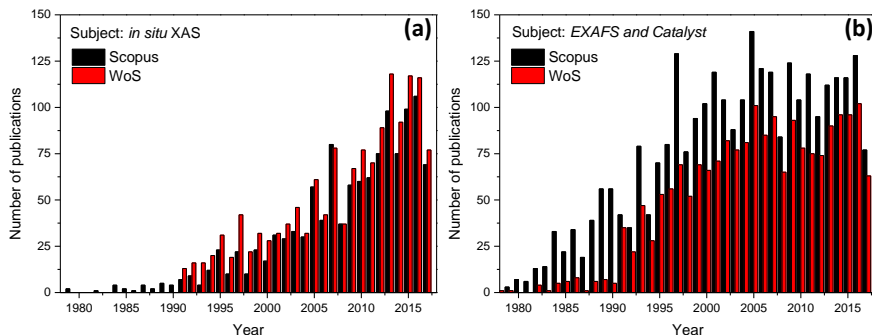 150
125
100
75
50
25
0
Number of publications
Subject: in situ XAS
Scopus
WoS
(a)
1980 1985 1990 1995 2000 2005 2010 2015
Year
150
125
100
75
50
25
0
Number of publications
Subject: EXAFS and Catalyst
Scopus
WoS
(b)
1980 1985 1990 1995 2000 2005 2010 2015
Year